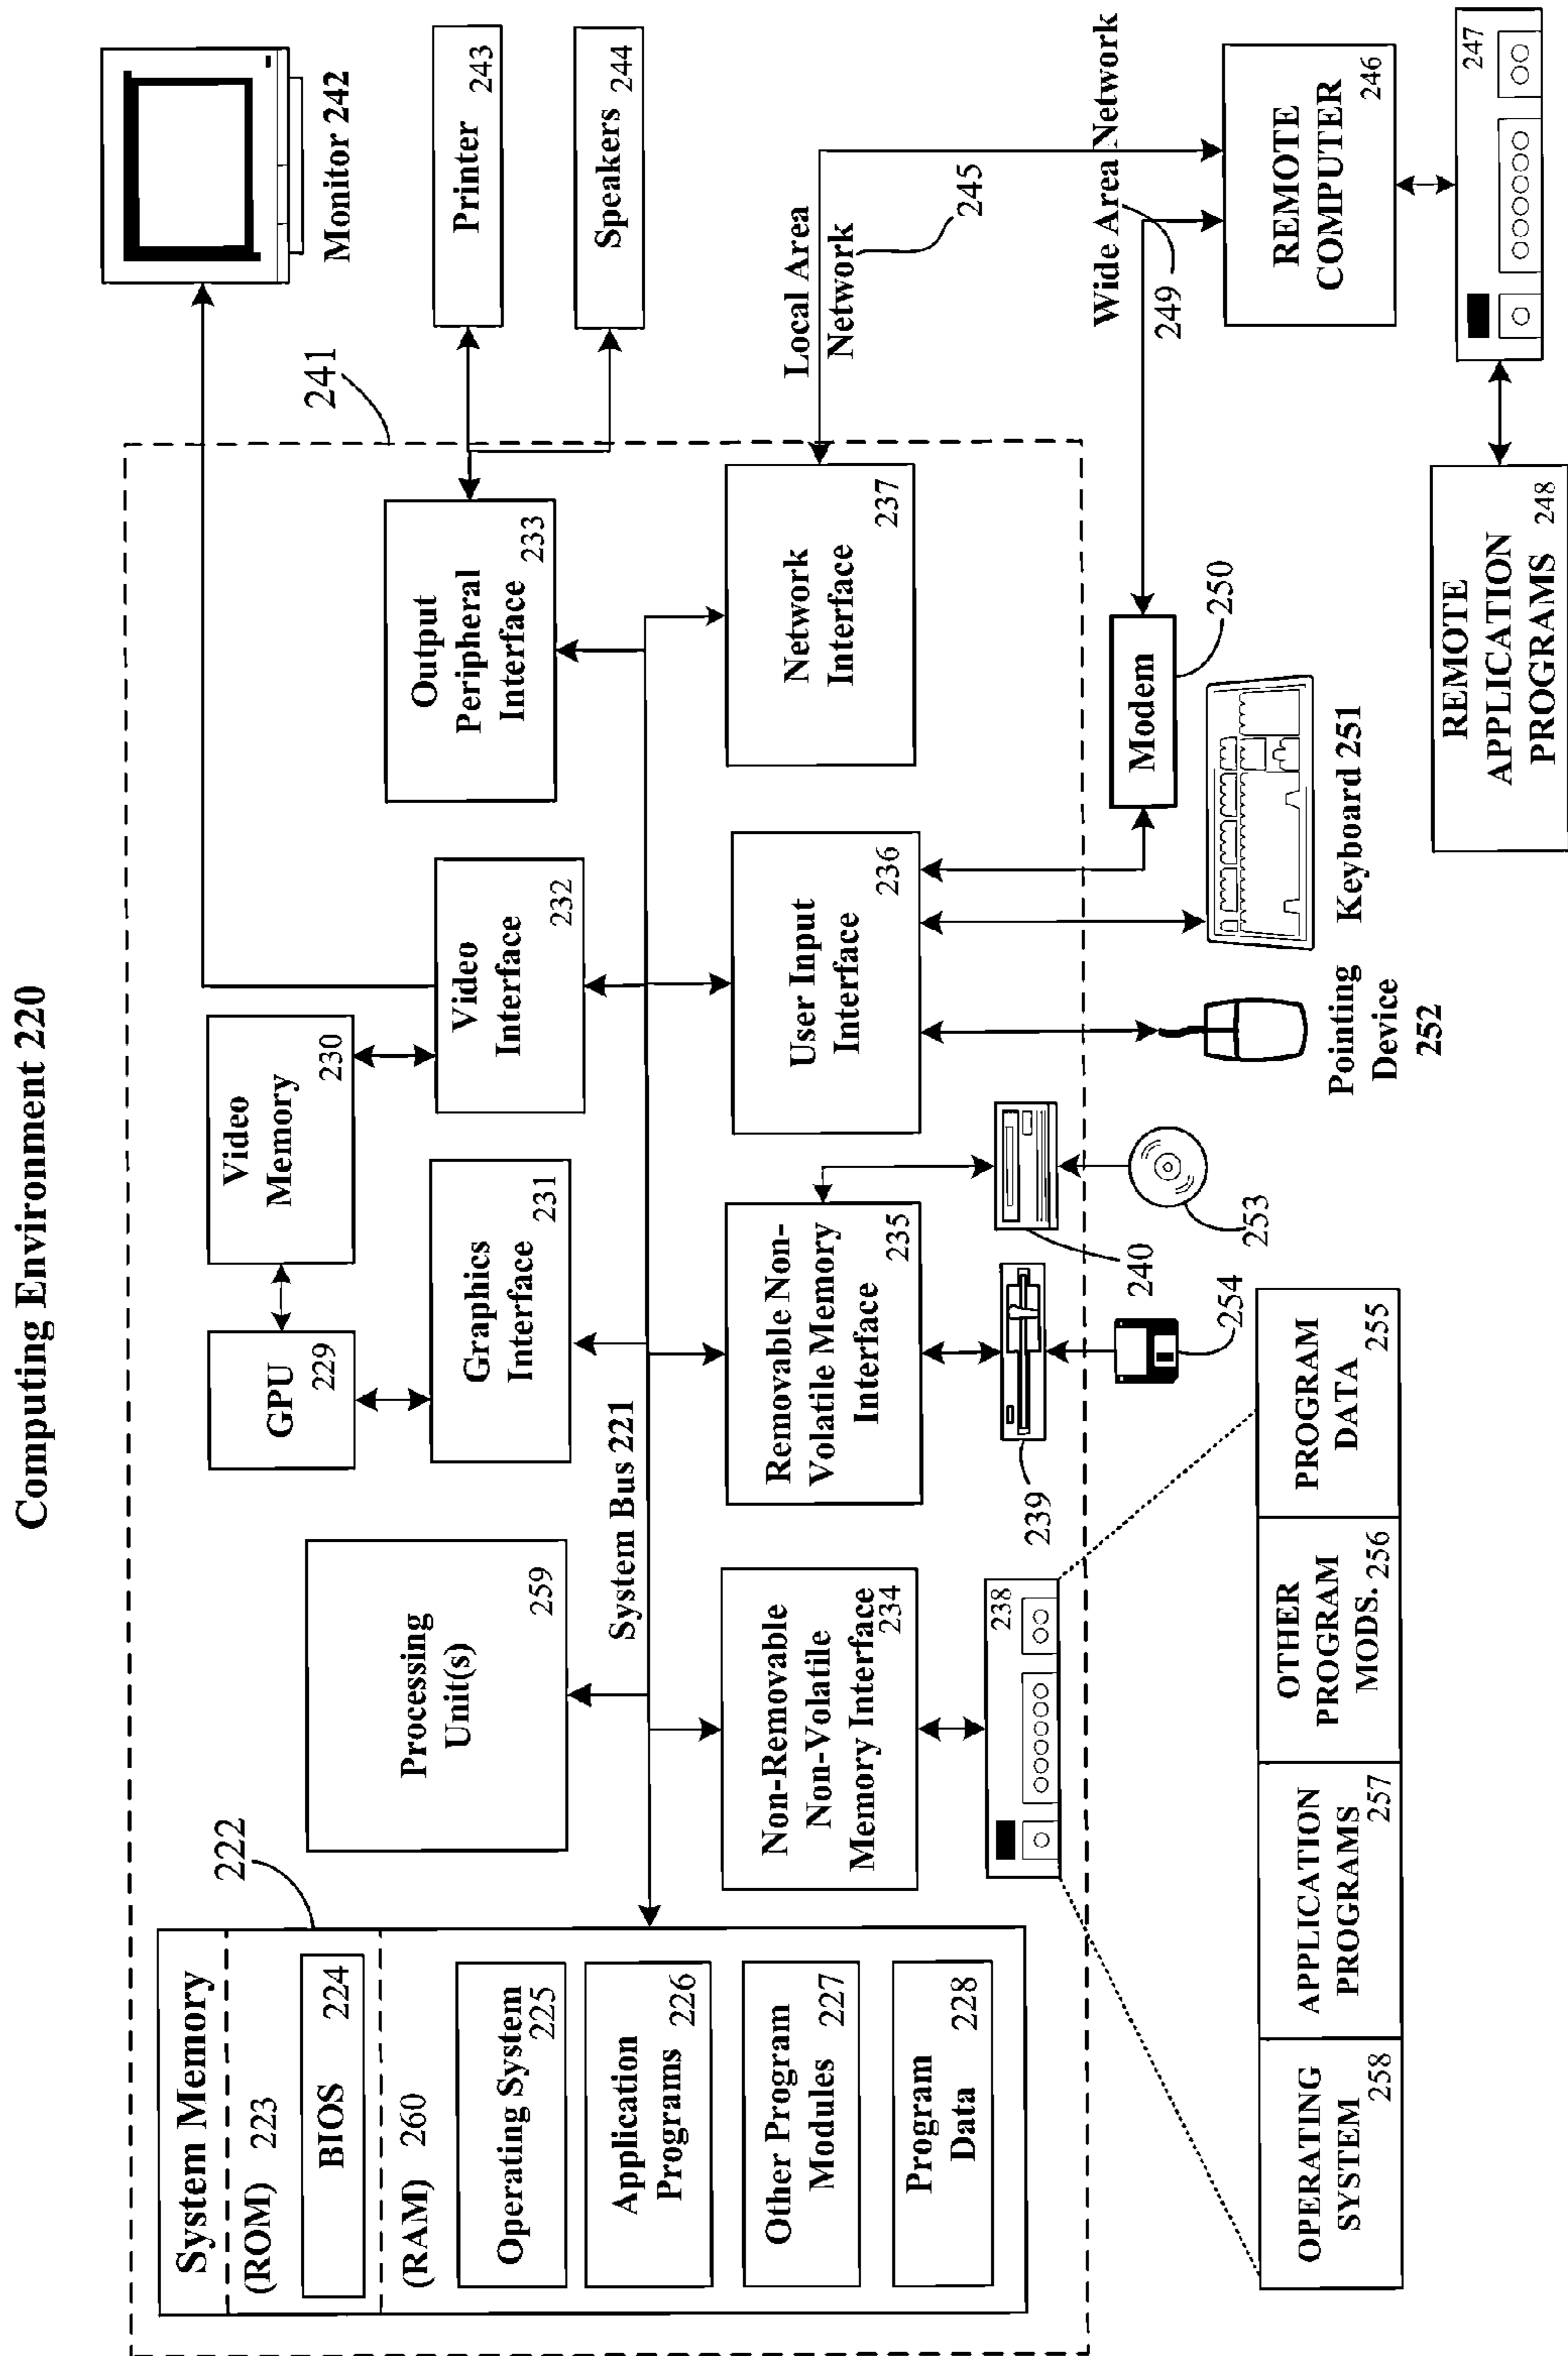 Computing Environment 220
System Memory
222
(ROM) 223
BIOS 224
(RAM) 260
Operating System
225
Application
Programs 226
Other Program
Modules 227
Program
Data 228
Processing
Unit(s)
259
System Bus 221
GPU
229
Video
Memory
230
Graphics
Interface
231
Video
Interface
232
Output
Peripheral
Interface
233
241
Monitor 242
Printer 243
Speakers 244
Non-Removable
Non-Volatile
Memory Interface
234
Removable Non-
Volatile Memory
Interface
235
User Input
Interface
236
Network
Interface
237
Local Area
Network
245
238
239
240
254
253
Pointing
Device
252
Keyboard 251
Modem
250
Wide Area Network
249
REMOTE
COMPUTER
246
247
REMOTE
APPLICATION
PROGRAMS 248
OPERATING
SYSTEM
258
APPLICATION
PROGRAMS
257
OTHER
PROGRAM
MODS. 256
PROGRAM
DATA
255